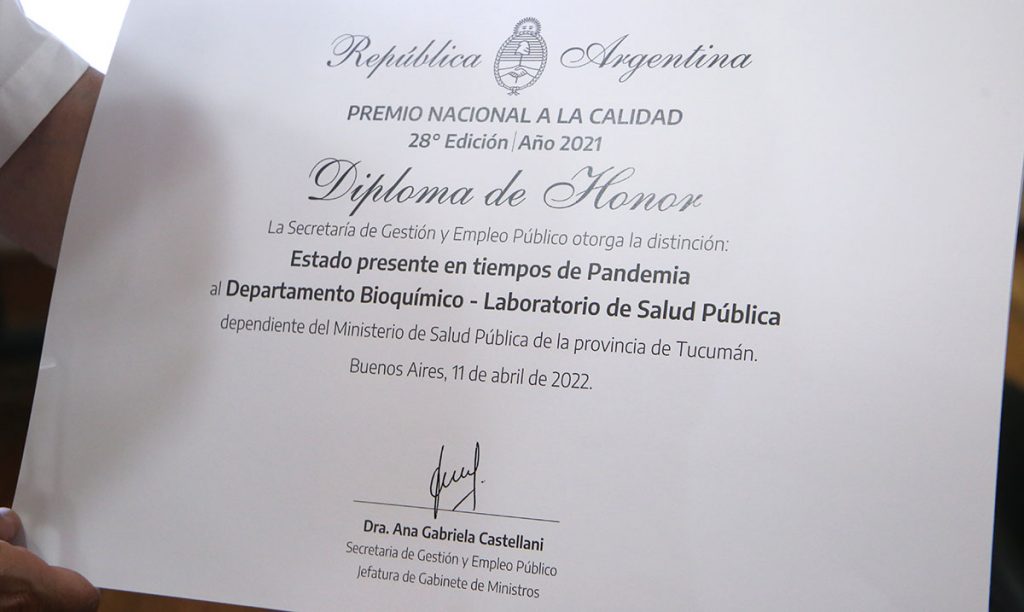 República Argentina
PREMIO NACIONAL A LA CALIDAD
28° Edición | Año 2021
Diploma de Honor
La Secretaría de Gestión y Empleo Público otorga la distinción:
Estado presente en tiempos de Pandemia
al Departamento Bioquímico - Laboratorio de Salud Pública
dependiente del Ministerio de Salud Pública de la provincia de Tucumán.
Buenos Aires, 11 de abril de 2022.
Dra. Ana Gabriela Castellani
Secretaria de Gestión y Empleo Público
Jefatura de Gabinete de Ministros